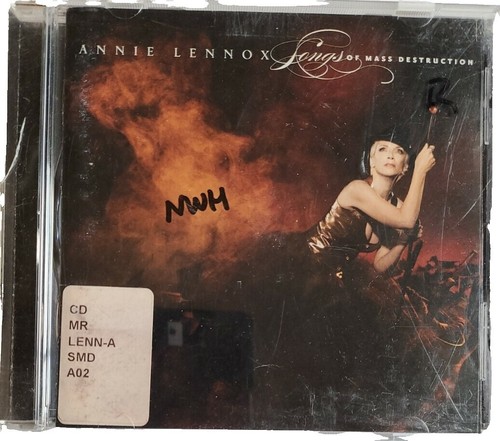 ANNIE LENNOX Songs OF MASS DESTRUCTION
R
MWH
CD
MR
LENN-A
SMD
A02